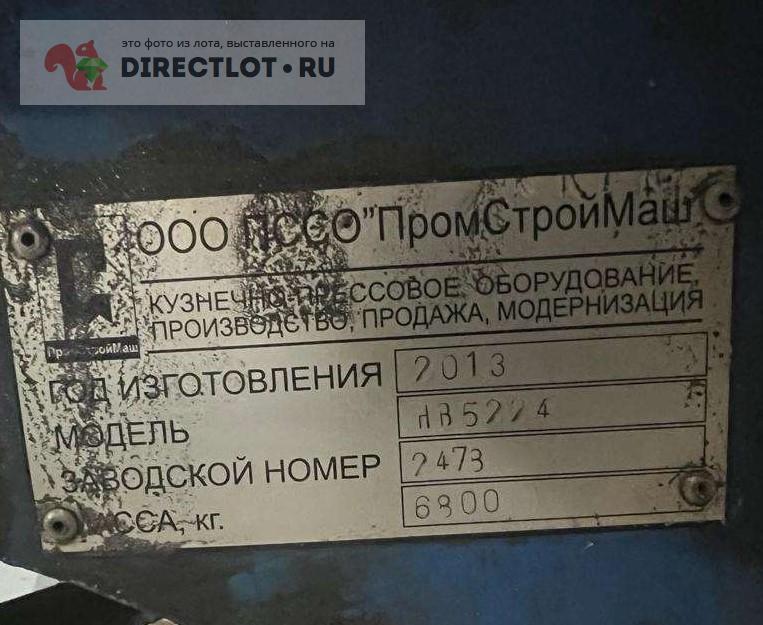 это фото из лота, выставленного на
DIRECTLOT.RU
ООО ПССО"ПромСтройМаш
КУЗНЕЧНО-ПРЕССОВОЕ ОБОРУДОВАНИЕ,
ПРОИЗВОДСТВО, ПРОДАЖА, МОДЕРНИЗАЦИЯ
ПромСтройМаш
ГОД ИЗГОТОВЛЕНИЯ 2013
МОДЕЛЬ НВ5224
ЗАВОДСКОЙ НОМЕР 2473
МАССА, кг. 6800